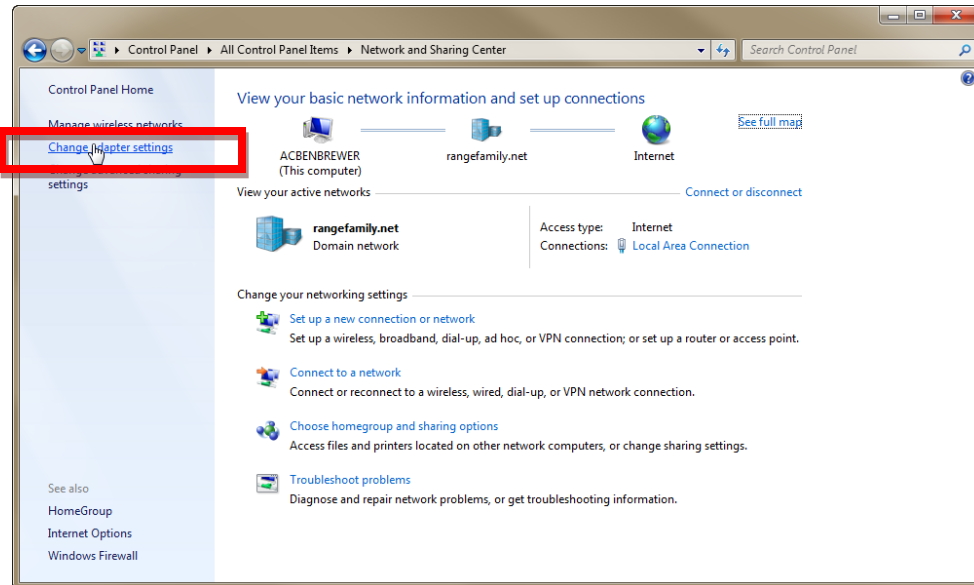 Control Panel ▸ All Control Panel Items ▸ Network and Sharing Center
Search Control Panel
Control Panel Home
Manage wireless networks
Change adapter settings
Change advanced sharing
settings
See also
HomeGroup
Internet Options
Windows Firewall
View your basic network information and set up connections
See full map
ACBENBREWER
(This computer)
rangefamily.net
Internet
View your active networks
Connect or disconnect
rangefamily.net
Domain network
Access type: Internet
Connections: Local Area Connection
Change your networking settings
Set up a new connection or network
Set up a wireless, broadband, dial-up, ad hoc, or VPN connection; or set up a router or access point.
Connect to a network
Connect or reconnect to a wireless, wired, dial-up, or VPN network connection.
Choose homegroup and sharing options
Access files and printers located on other network computers, or change sharing settings.
Troubleshoot problems
Diagnose and repair network problems, or get troubleshooting information.